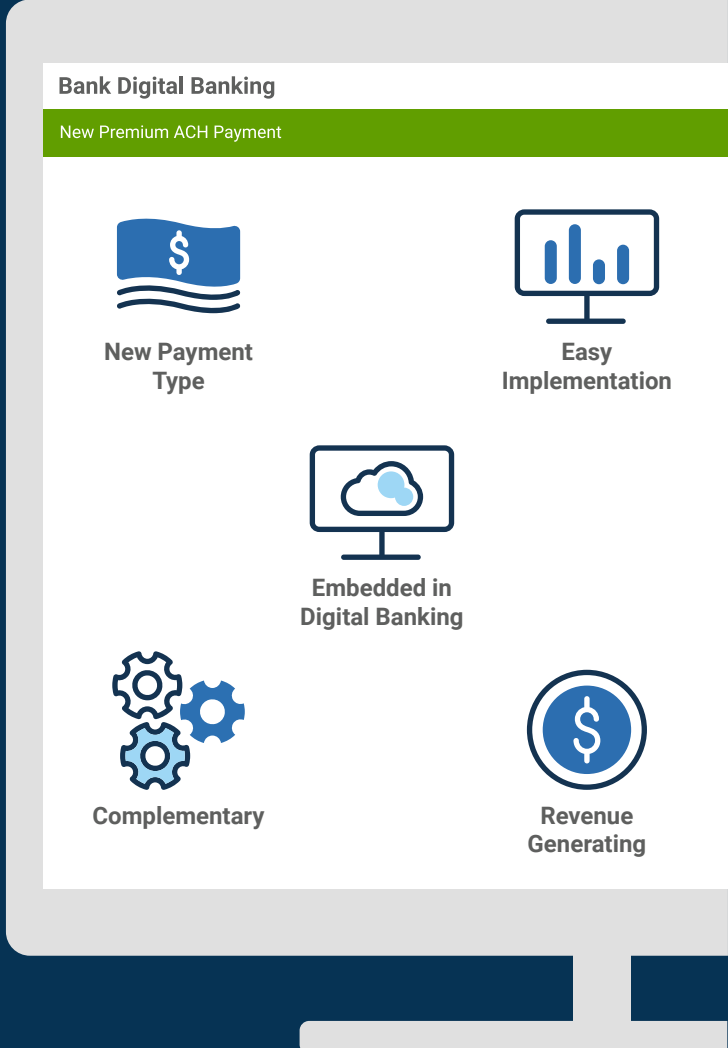 Bank Digital Banking
New Premium ACH Payment
$
New Payment
Type
Easy
Implementation
Embedded in
Digital Banking
Complementary
$
Revenue
Generating